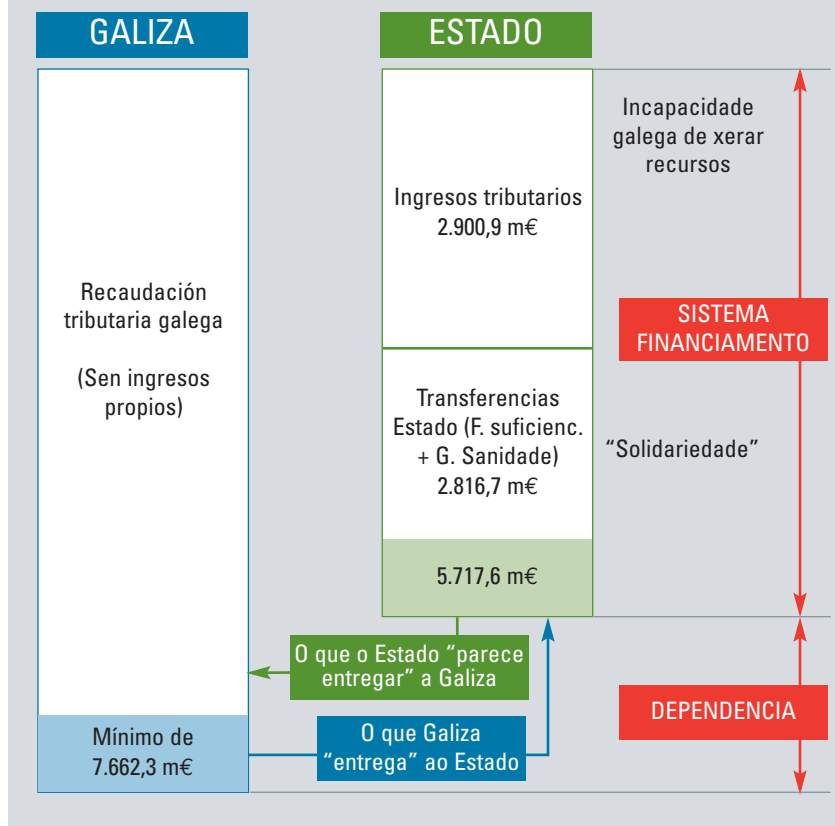 GALIZA
ESTADO
Recaudación
tributaria galega
(Sen ingresos
propios)
Mínimo de
7.662,3 m€
Ingresos tributarios
2.900,9 m€
Transferencias
Estado (F. suficienc.
+ G. Sanidade)
2.816,7 m€
5.717,6 m€
Incapacidade
galega de xerar
recursos
SISTEMA
FINANCIAMENTO
“Solidariedade”
O que o Estado “parece
entregar” a Galiza
O que Galiza
“entrega” ao Estado
DEPENDENCIA